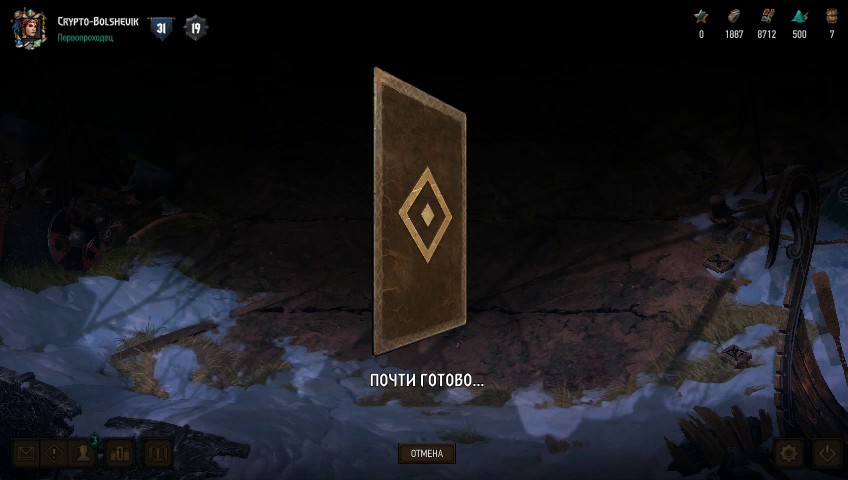 Crypto-Bolshevik
Первопроходец
31
19
0
1887
8712
500
7
ПОЧТИ ГОТОВО...
3
ОТМЕНА